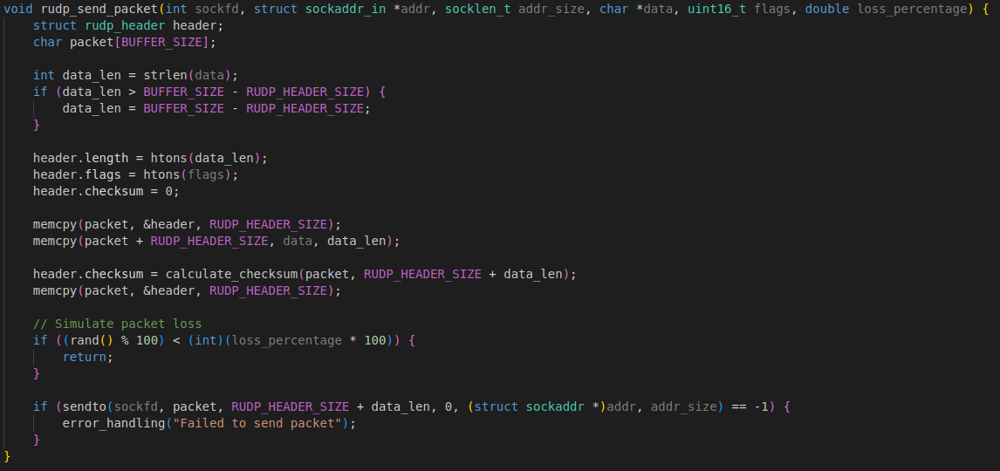 void rudp_send_packet(int sockfd, struct sockaddr_in *addr, socklen_t addr_size, char *data, uint16_t flags, double loss_percentage) {
    struct rudp_header header;
    char packet[BUFFER_SIZE];

    int data_len = strlen(data);
    if (data_len > BUFFER_SIZE - RUDP_HEADER_SIZE) {
        data_len = BUFFER_SIZE - RUDP_HEADER_SIZE;
    }

    header.length = htons(data_len);
    header.flags = htons(flags);
    header.checksum = 0;

    memcpy(packet, &header, RUDP_HEADER_SIZE);
    memcpy(packet + RUDP_HEADER_SIZE, data, data_len);

    header.checksum = calculate_checksum(packet, RUDP_HEADER_SIZE + data_len);
    memcpy(packet, &header, RUDP_HEADER_SIZE);

    // Simulate packet loss
    if ((rand() % 100) < (int)(loss_percentage * 100)) {
        return;
    }

    if (sendto(sockfd, packet, RUDP_HEADER_SIZE + data_len, 0, (struct sockaddr *)addr, addr_size) == -1) {
        error_handling("Failed to send packet");
    }
}